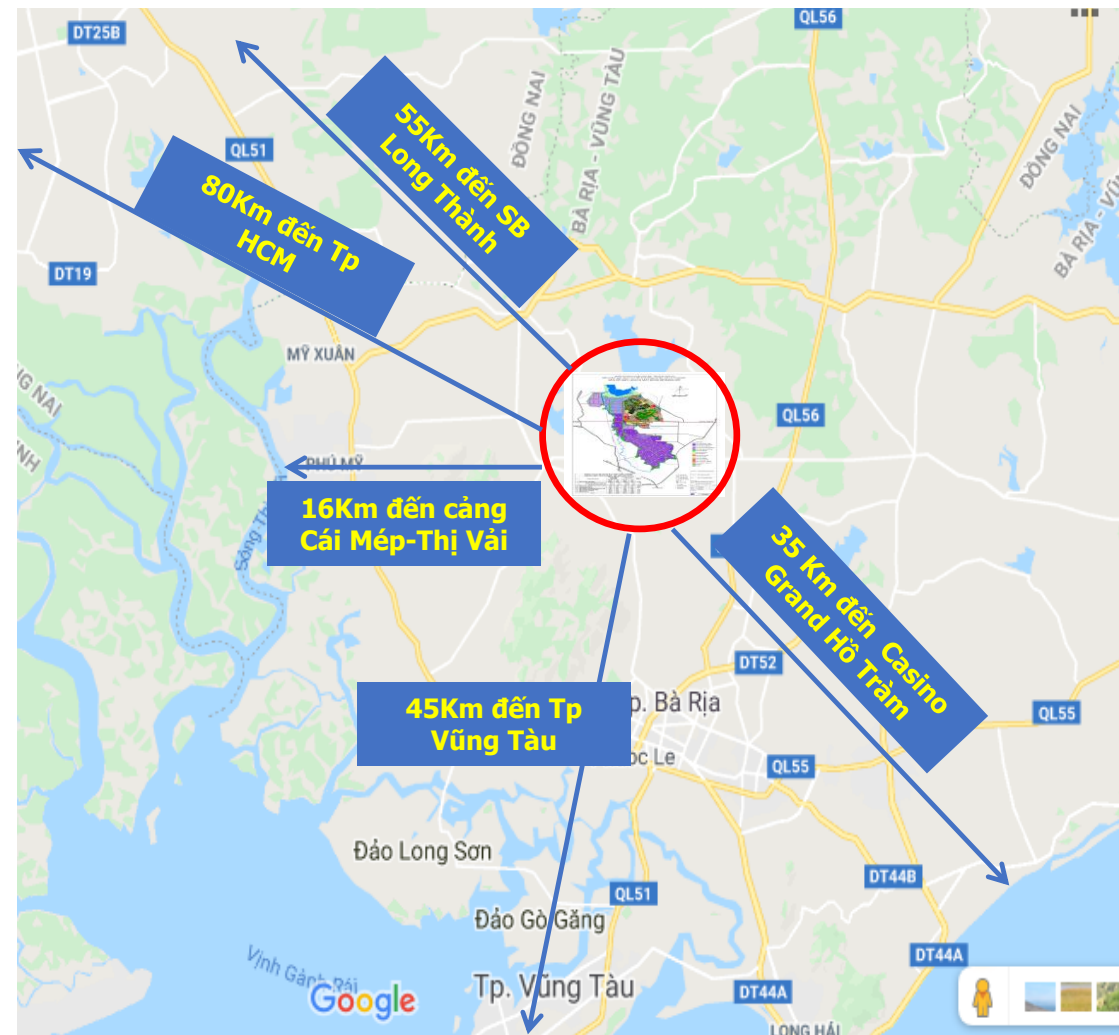 DT25B
QL56
ĐỒNG NAI
BÀ RỊA - VŨNG TÀU
ĐỒNG NAI
QL51
55Km đến SB
Long Thành
80Km đến Tp
HCM
DT19
MỸ XUÂN
QL56
PHÚ MỸ
16Km đến cảng
Cái Mép-Thị Vải
35 Km đến Casino
Grand Hồ Tràm
DT52
p. Bà Rịa
45Km đến Tp
Vũng Tàu
QL55
ộc Le
QL55
Đảo Long Sơn
DT44B
QL51
Đảo Gò Găng
DT44A
Vịnh Gành Rái
Google
Tp. Vũng Tàu
DT44A
LONG HẢI